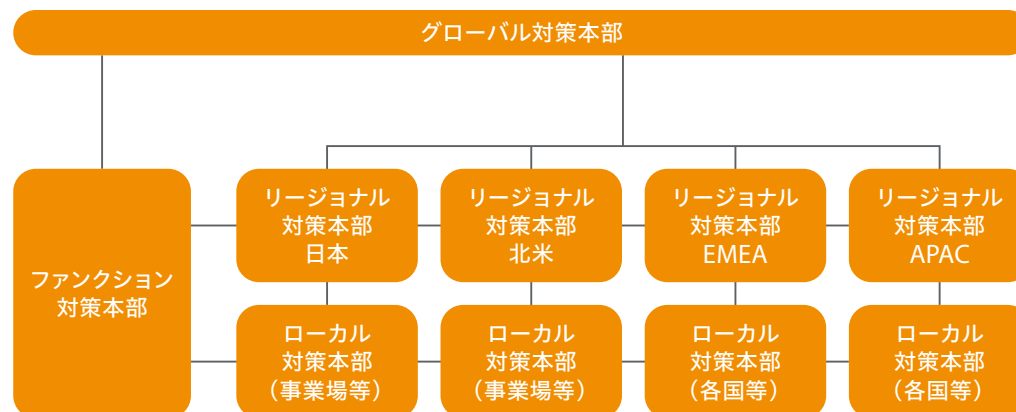 グローバル対策本部
ファンクション
対策本部
リージョナル
対策本部
日本
リージョナル
対策本部
北米
リージョナル
対策本部
EMEA
リージョナル
対策本部
APAC
ローカル
対策本部
（事業場等）
ローカル
対策本部
（事業場等）
ローカル
対策本部
（各国等）
ローカル
対策本部
（各国等）